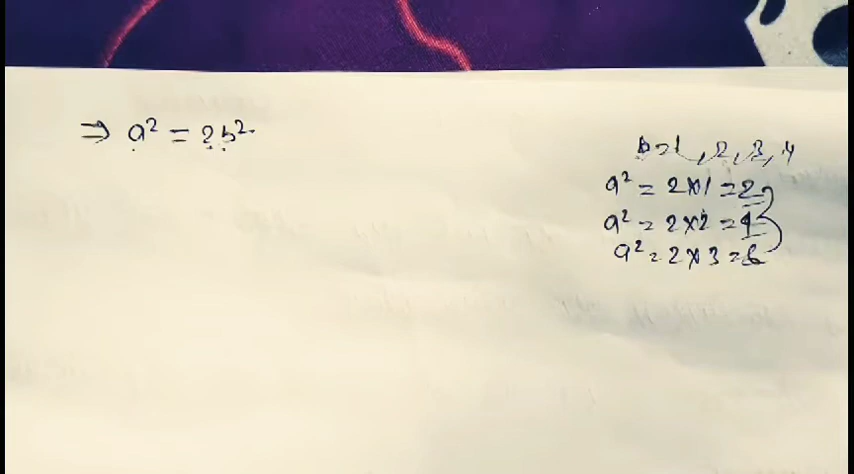 ⇒ a² = 2b²
b = 1, 2, 3, 4
a² = 2×1 = 2
a² = 2×2 = 4
a² = 2×3 = 6